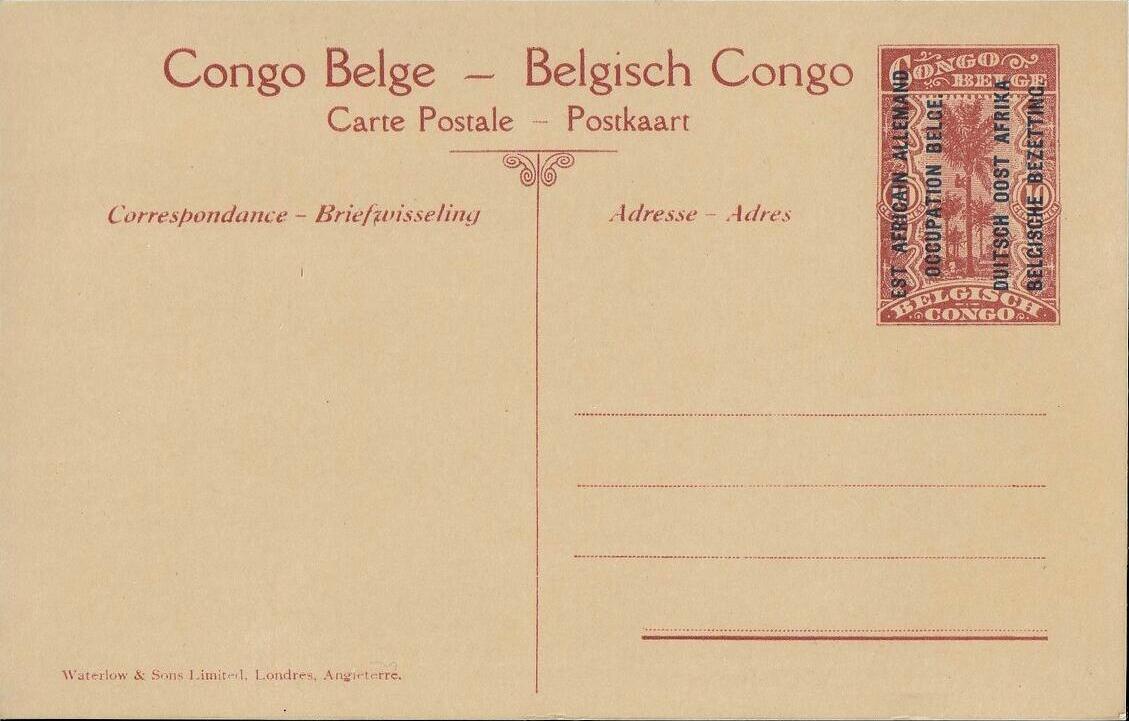 Congo Belge – Belgisch Congo
Carte Postale – Postkaart
Correspondance – Briefwisseling
Adresse – Adres
CONGO
BELGE
10
BELGISCH
CONGO
EST AFRICAIN ALLEMAND
OCCUPATION BELGE.
DUITSCH OOST AFRIKA
BELGISCHE BEZETTING.
Waterlow & Sons Limited, Londres, Angleterre.